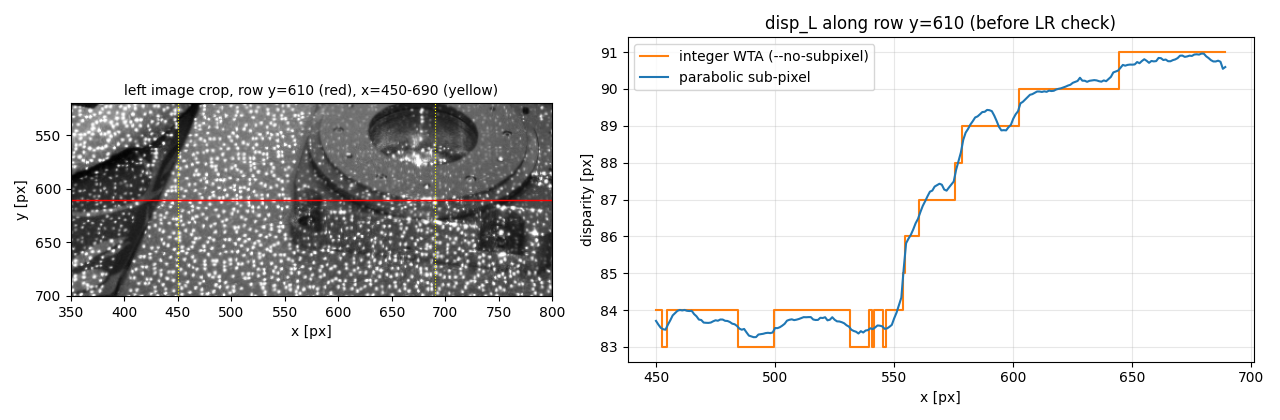 left image crop, row y=610 (red), x=450-690 (yellow)
y [px]
550
600
650
700
350 400 450 500 550 600 650 700 750 800
x [px]
disp_L along row y=610 (before LR check)
integer WTA (--no-subpixel)
parabolic sub-pixel
disparity [px]
91
90
89
88
87
86
85
84
83
450 500 550 600 650 700
x [px]